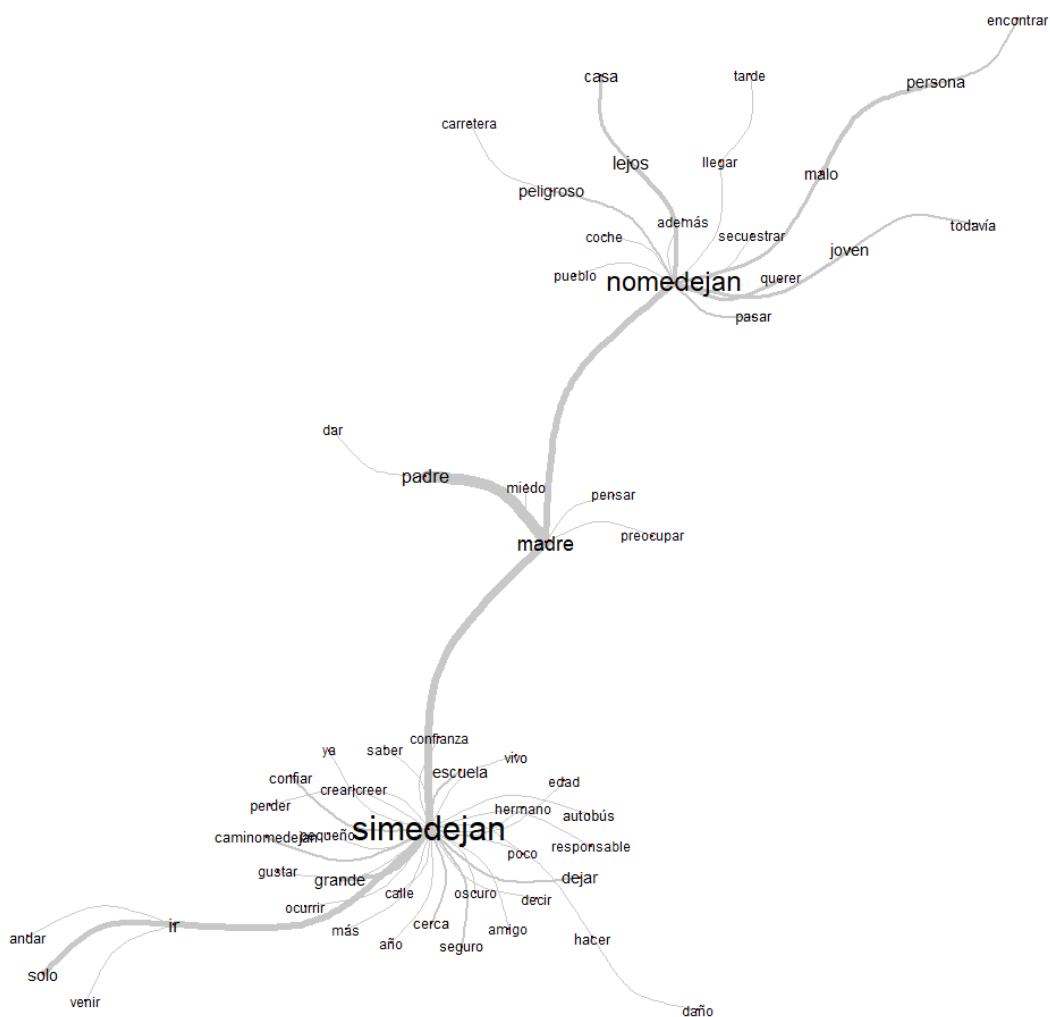 encontrar
casa
tarde
persona
carretera
lejos
llegar
malo
peligroso
además
todavía
coche
secuestrar
joven
pueblo
nomedejan
querer
pasar
dar
padre
miedo
pensar
preocupar
madre
confianza
ya
saber
vivo
escuela
confiar
edad
crear|creer
perder
hermano
autobús
simedejan
caminomedejan
pequeño
responsable
poco
gustar
grande
dejar
calle
oscuro
decir
ocurrir
cerca
más
amigo
ir
año
seguro
hacer
andar
solo
venir
daño